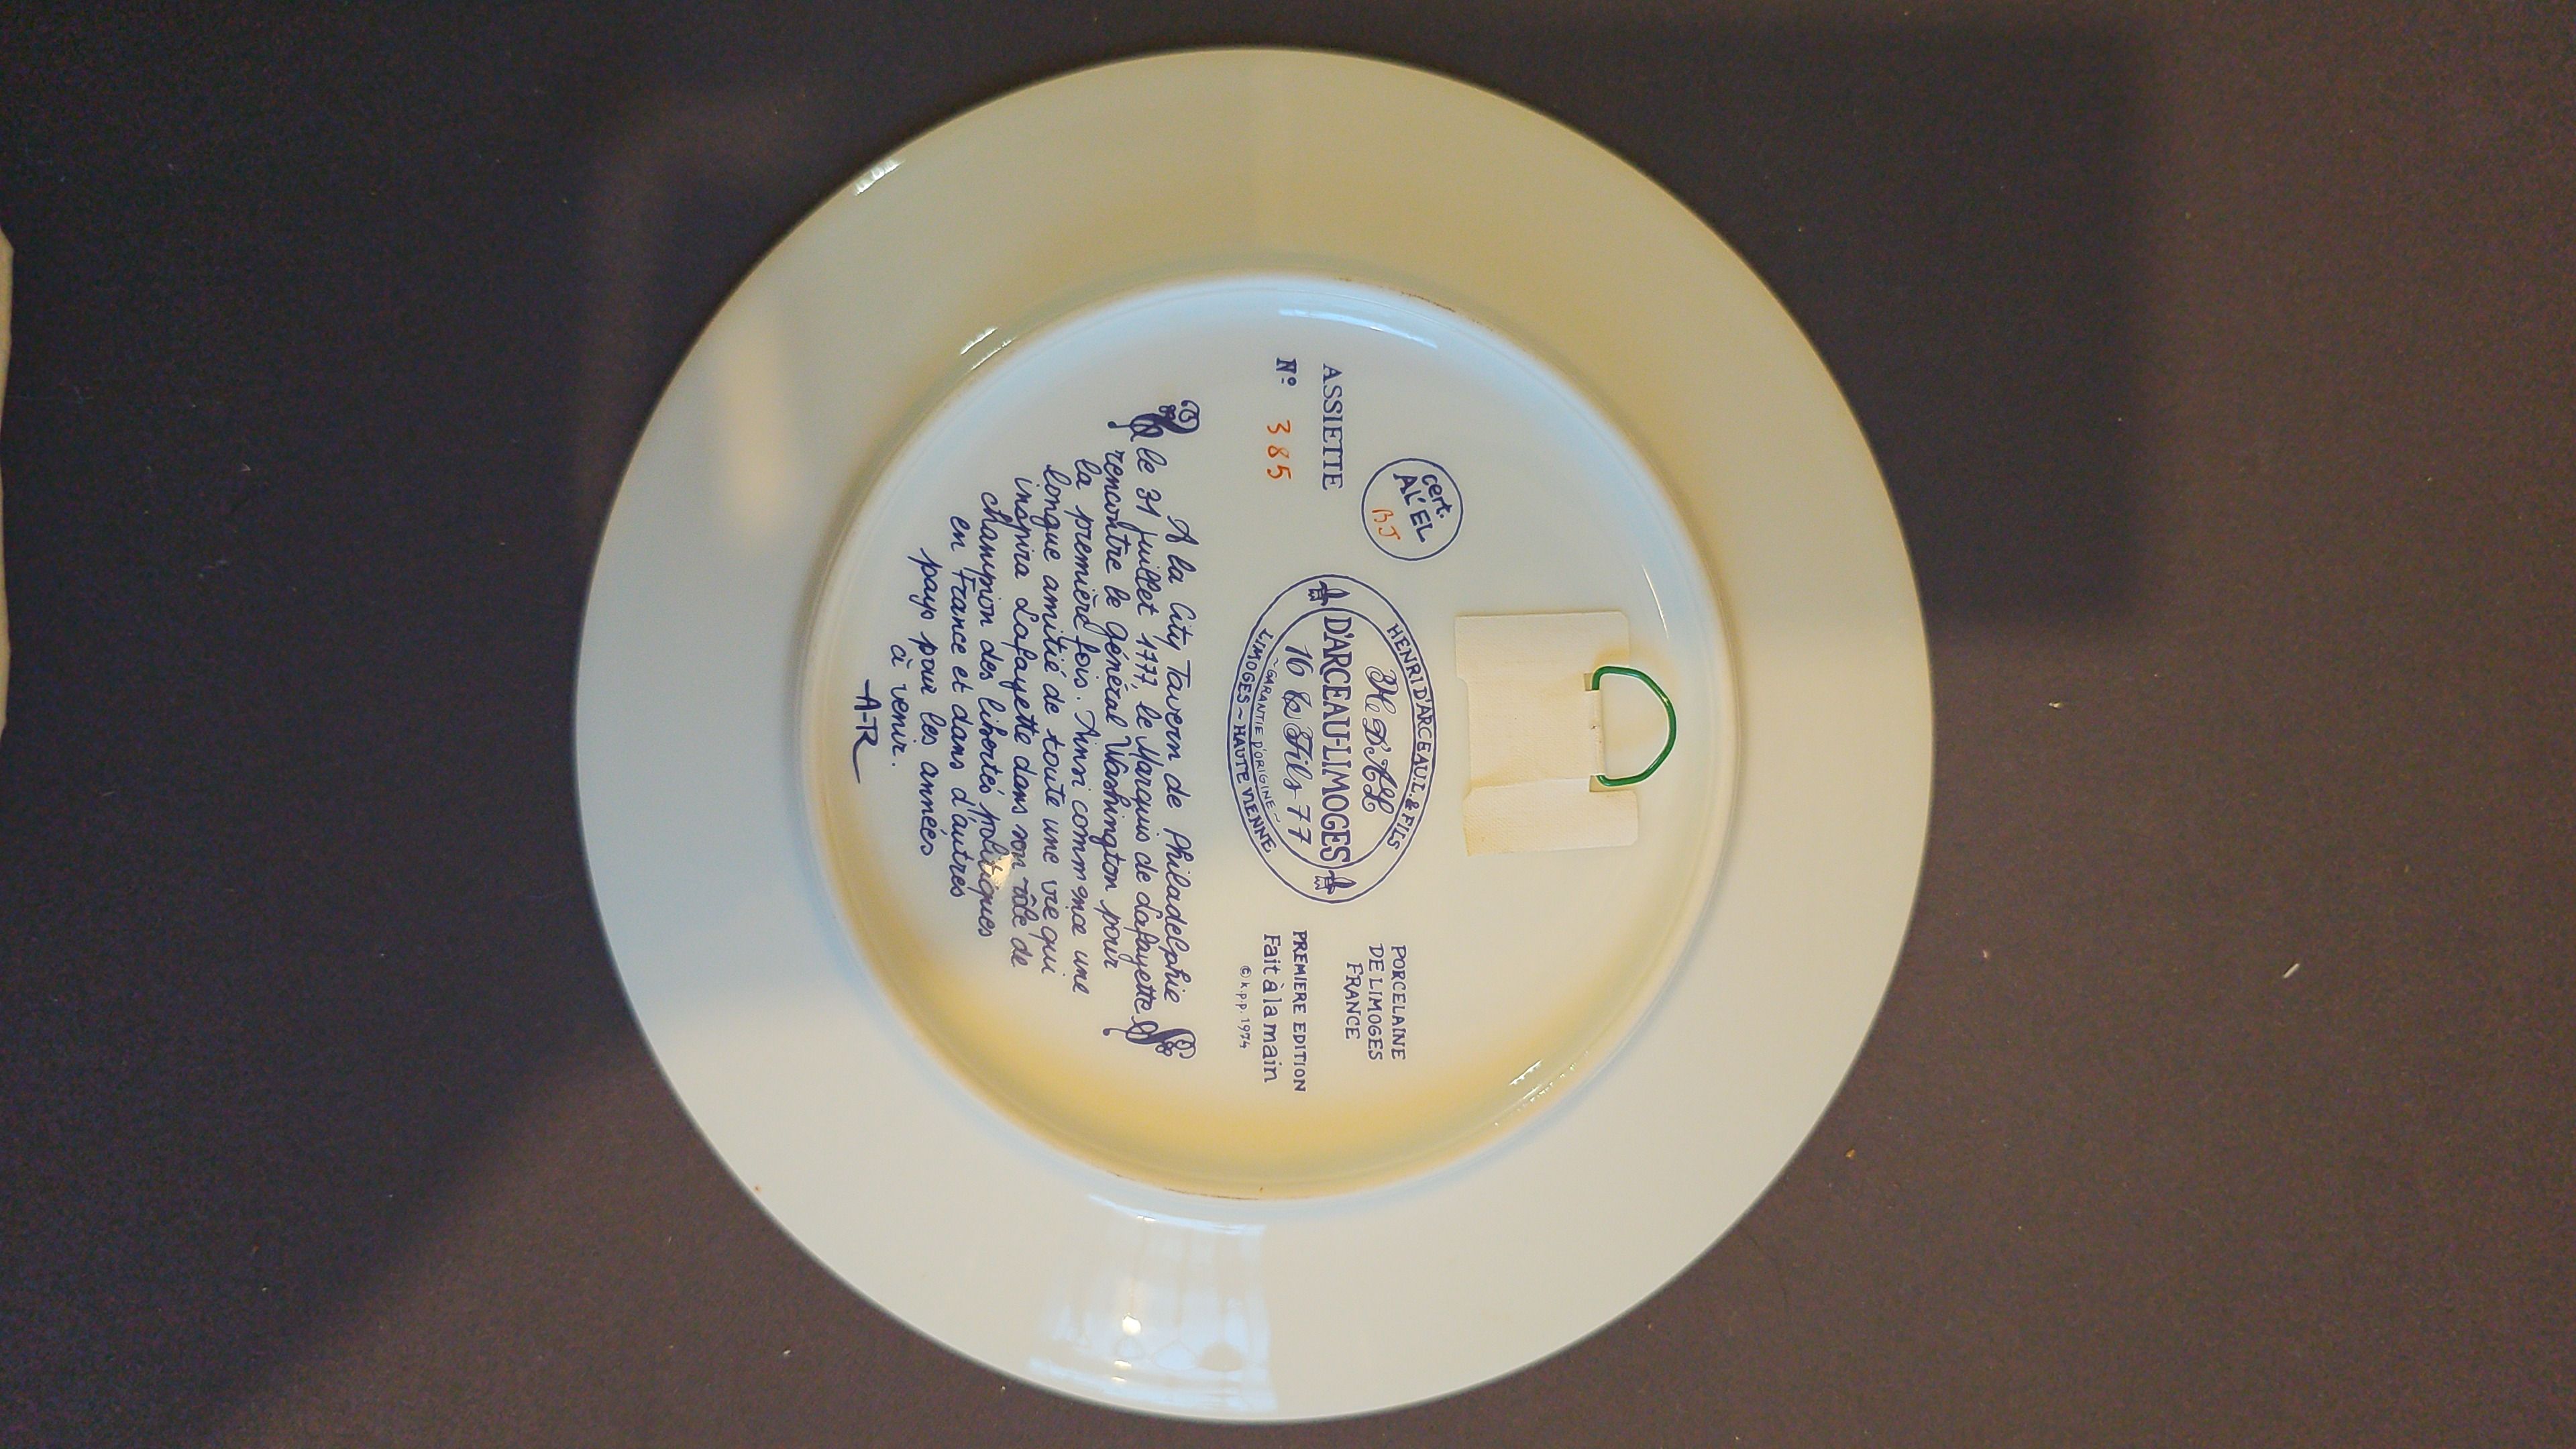 cert.
AL'EL
BJ
ASSIETTE
Nº 385
HENRI D'ARCEAU.L. & FILS
H & D'A & L
D'ARCEAU-LIMOGES
16 & Fils-77
~GARANTIE D'ORIGINE~
LIMOGES ~ HAUTE VIENNE
PORCELAINE
DE LIMOGES
FRANCE
PREMIERE EDITION
Fait à la main
© k.p.p. 1974
A la City Tavern de Philadelphie
le 31 juillet 1777, le Marquis de Lafayette
rencontre le général Washington pour
la première fois. Ainsi commence une
longue amitié de toute une vie qui
inspira Lafayette dans son rôle de
champion des libertés politiques
en France et dans d'autres
pays pour les années
à venir.
A-R